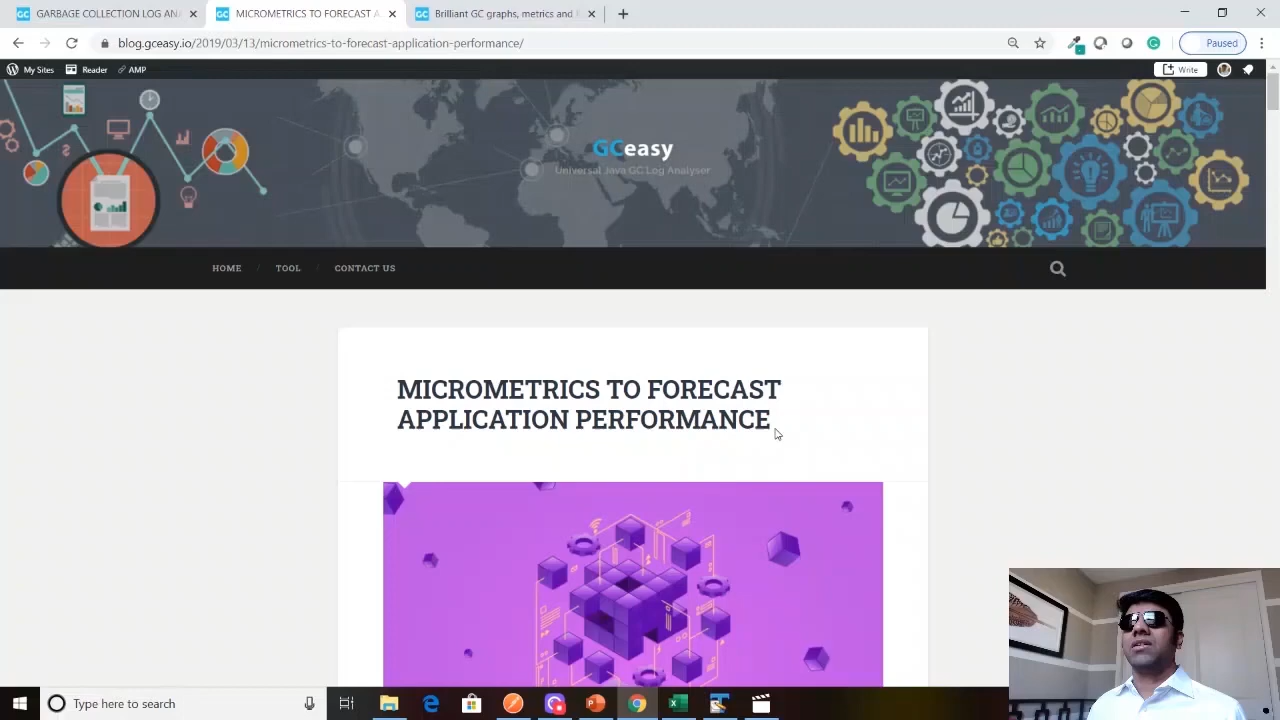 GARBAGE COLLECTION LOG ANA
MICROMETRICS TO FORECAST A
Brilliant GC graphs, metrics and
blog.gceasy.io/2019/03/13/micrometrics-to-forecast-application-performance/
Paused
My Sites
Reader
AMP
Write
GCeasy
Universal Java GC Log Analyser
HOME / TOOL / CONTACT US
MICROMETRICS TO FORECAST
APPLICATION PERFORMANCE
Type here to search